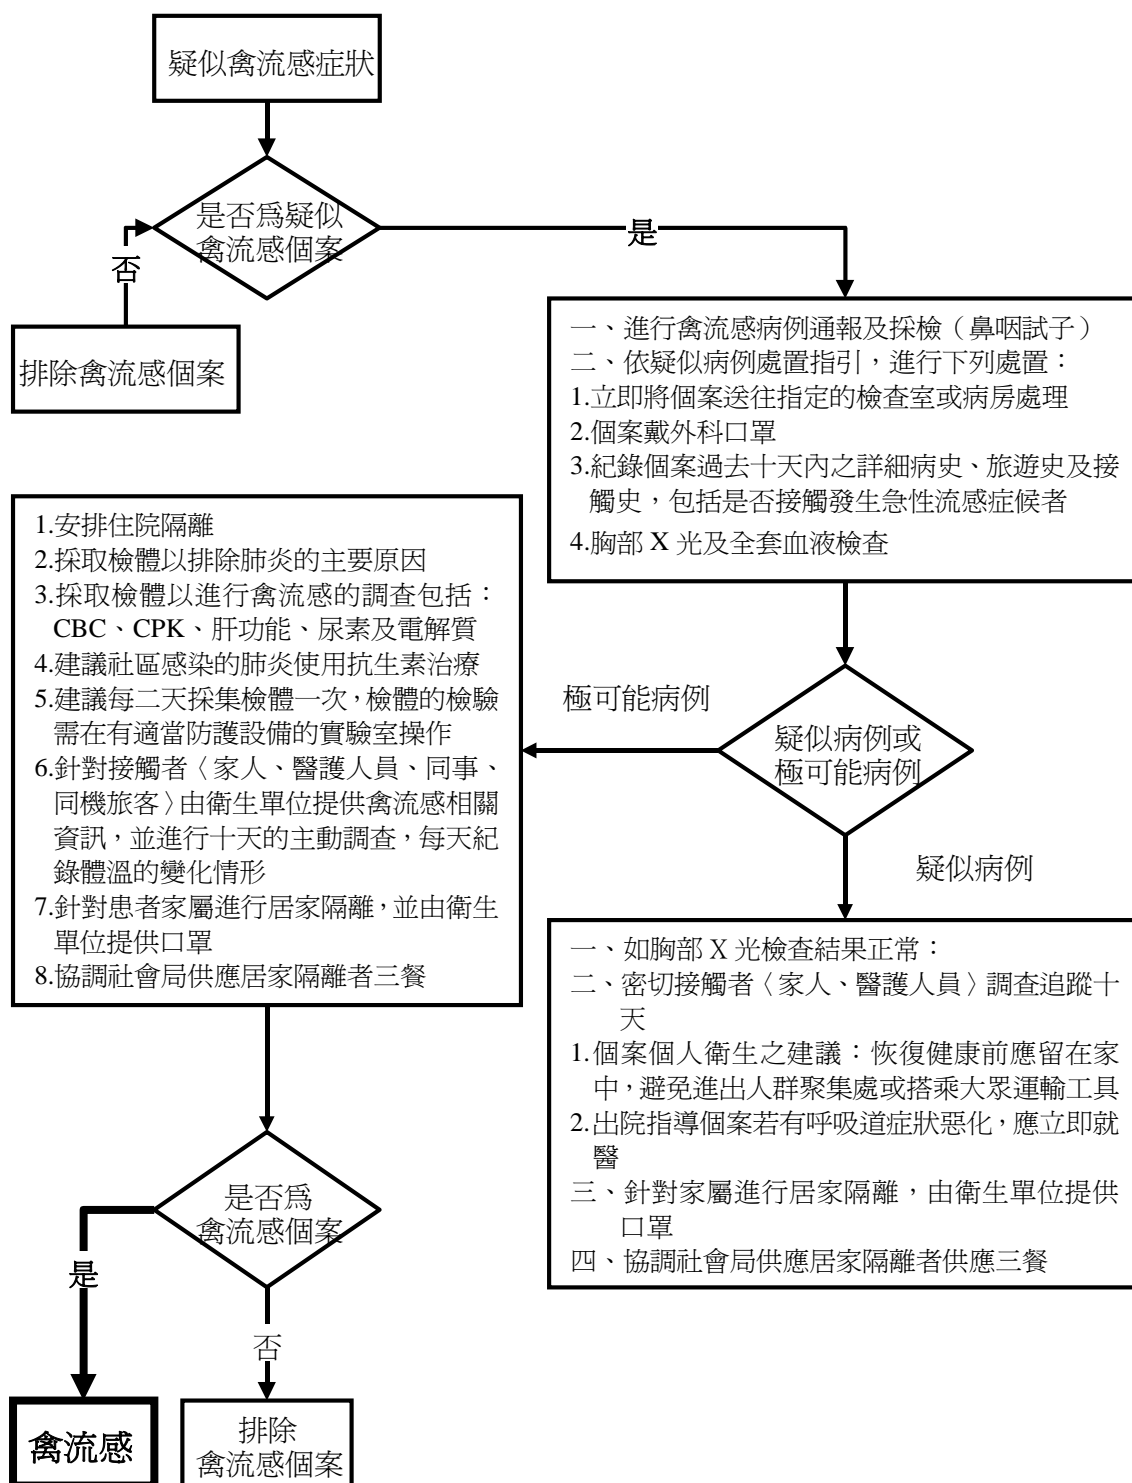 疑似禽流感症狀
是否為疑似
禽流感個案
是
否
排除禽流感個案
一、進行禽流感病例通報及採檢（鼻咽試子）
二、依疑似病例處置指引，進行下列處置：
1.立即將個案送往指定的檢查室或病房處理
2.個案戴外科口罩
3.紀錄個案過去十天內之詳細病史、旅遊史及接
觸史，包括是否接觸發生急性流感症候者
4.胸部 X 光及全套血液檢查
疑似病例或
極可能病例
極可能病例
疑似病例
1.安排住院隔離
2.採取檢體以排除肺炎的主要原因
3.採取檢體以進行禽流感的調查包括：
CBC、CPK、肝功能、尿素及電解質
4.建議社區感染的肺炎使用抗生素治療
5.建議每二天採集檢體一次，檢體的檢驗
需在有適當防護設備的實驗室操作
6.針對接觸者〈家人、醫護人員、同事、
同機旅客〉由衛生單位提供禽流感相關
資訊，並進行十天的主動調查，每天紀
錄體溫的變化情形
7.針對患者家屬進行居家隔離，並由衛生
單位提供口罩
8.協調社會局供應居家隔離者三餐
一、如胸部 X 光檢查結果正常：
二、密切接觸者〈家人、醫護人員〉調查追蹤十
天
1.個案個人衛生之建議：恢復健康前應留在家
中，避免進出人群聚集處或搭乘大眾運輸工具
2.出院指導個案若有呼吸道症狀惡化，應立即就
醫
三、針對家屬進行居家隔離，由衛生單位提供
口罩
四、協調社會局供應居家隔離者供應三餐
是否為
禽流感個案
是
否
禽流感
排除
禽流感個案